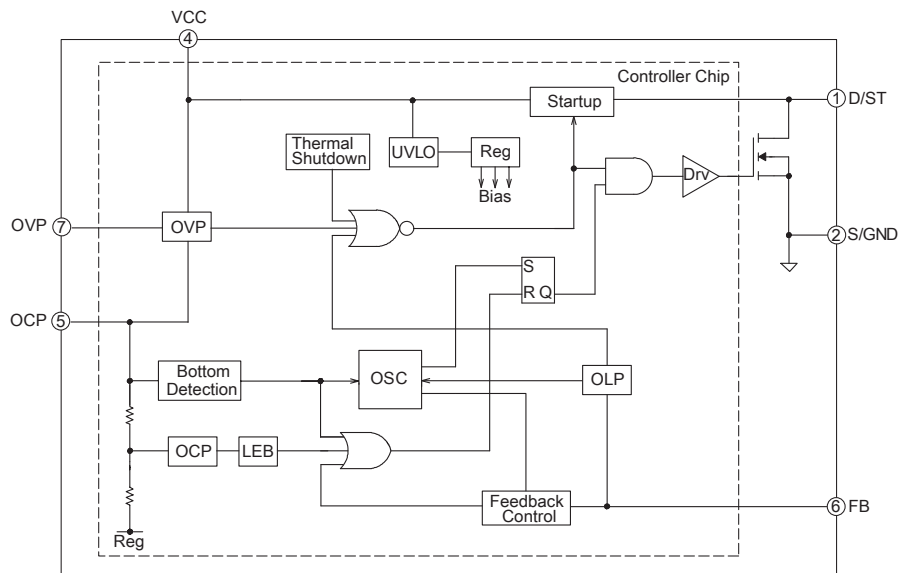 VCC
4
Controller Chip
Startup
1 D/ST
Thermal
Shutdown
UVLO
Reg
Bias
Drv
OVP 7
OVP
2 S/GND
S
R Q
OCP 5
Bottom
Detection
OSC
OLP
OCP
LEB
Feedback
Control
6 FB
Reg